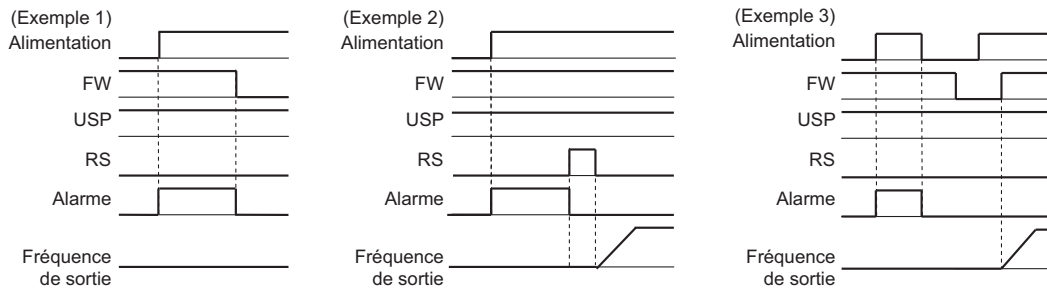 (Exemple 1)
Alimentation
FW
USP
RS
Alarme
Fréquence
de sortie
(Exemple 2)
Alimentation
FW
USP
RS
Alarme
Fréquence
de sortie
(Exemple 3)
Alimentation
FW
USP
RS
Alarme
Fréquence
de sortie